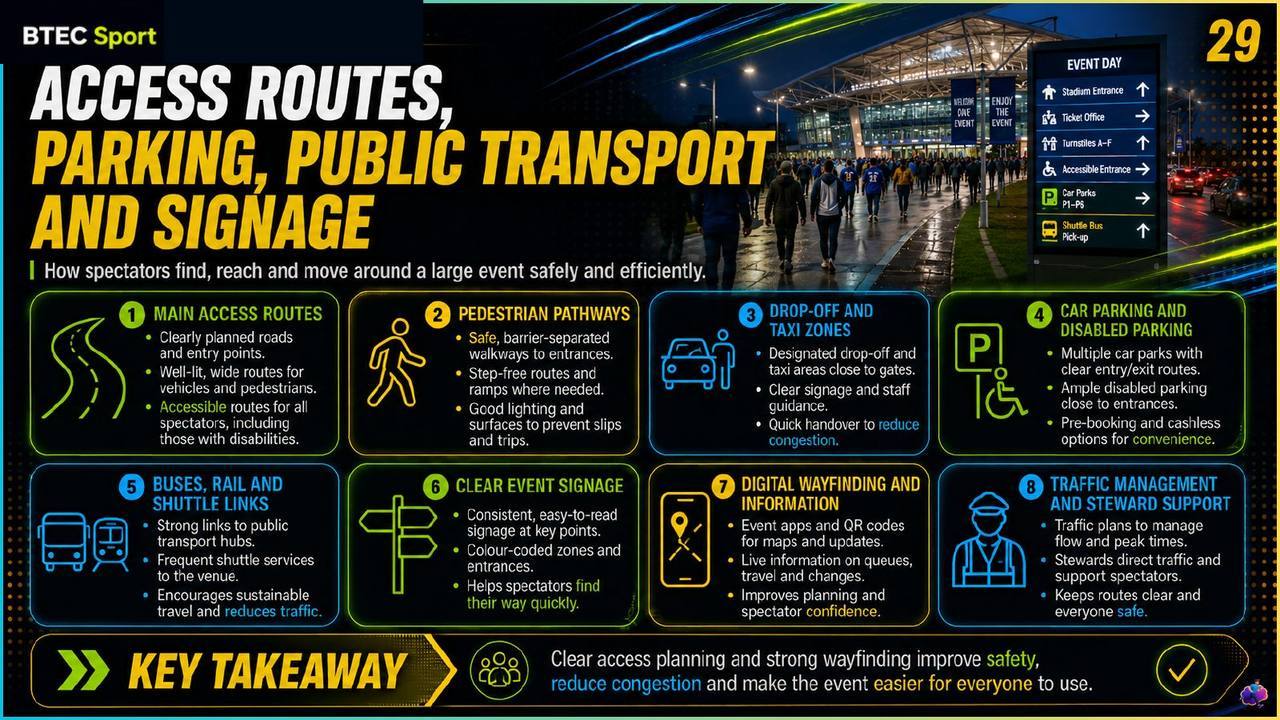 BTEC Sport
29
ACCESS ROUTES,
PARKING, PUBLIC TRANSPORT
AND SIGNAGE
How spectators find, reach and move around a large event safely and efficiently.
WELCOME
EVENT
ENJOY
THE
EVENT
EVENT DAY
Stadium Entrance
Ticket Office
Turnstiles A–F
Accessible Entrance
Car Parks
P1–P6
Shuttle Bus
Pick-up
1 MAIN ACCESS ROUTES
• Clearly planned roads
and entry points.
• Well-lit, wide routes for
vehicles and pedestrians.
• Accessible routes for all
spectators, including
those with disabilities.
2 PEDESTRIAN PATHWAYS
• Safe, barrier-separated
walkways to entrances.
• Step-free routes and
ramps where needed.
• Good lighting and
surfaces to prevent slips
and trips.
3 DROP-OFF AND
TAXI ZONES
• Designated drop-off and
taxi areas close to gates.
• Clear signage and staff
guidance.
• Quick handover to reduce
congestion.
P
4 CAR PARKING AND
DISABLED PARKING
• Multiple car parks with
clear entry/exit routes.
• Ample disabled parking
close to entrances.
• Pre-booking and cashless
options for convenience.
5 BUSES, RAIL AND
SHUTTLE LINKS
• Strong links to public
transport hubs.
• Frequent shuttle services
to the venue.
• Encourages sustainable
travel and reduces traffic.
6 CLEAR EVENT SIGNAGE
• Consistent, easy-to-read
signage at key points.
• Colour-coded zones and
entrances.
• Helps spectators find
their way quickly.
7 DIGITAL WAYFINDING AND
INFORMATION
• Event apps and QR codes
for maps and updates.
• Live information on queues,
travel and changes.
• Improves planning and
spectator confidence.
8 TRAFFIC MANAGEMENT
AND STEWARD SUPPORT
• Traffic plans to manage
flow and peak times.
• Stewards direct traffic and
support spectators.
• Keeps routes clear and
everyone safe.
KEY TAKEAWAY
Clear access planning and strong wayfinding improve safety,
reduce congestion and make the event easier for everyone to use.